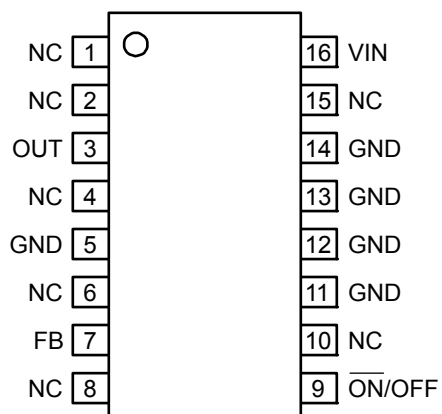 NC 1 16 VIN
NC 2 15 NC
OUT 3 14 GND
NC 4 13 GND
GND 5 12 GND
NC 6 11 GND
FB 7 10 NC
NC 8 9 O̅N̅/OFF